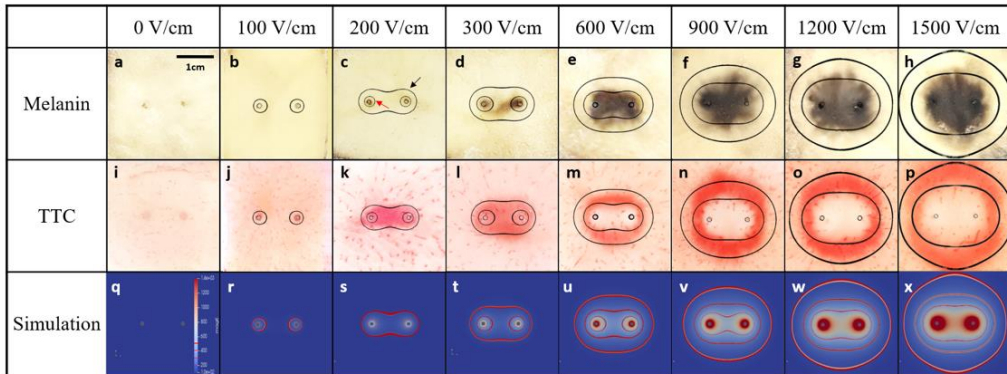 0 V/cm 100 V/cm 200 V/cm 300 V/cm 600 V/cm 900 V/cm 1200 V/cm 1500 V/cm
Melanin a 1cm b c d e f g h
TTC i j k l m n o p
Simulation q r s t u v w x